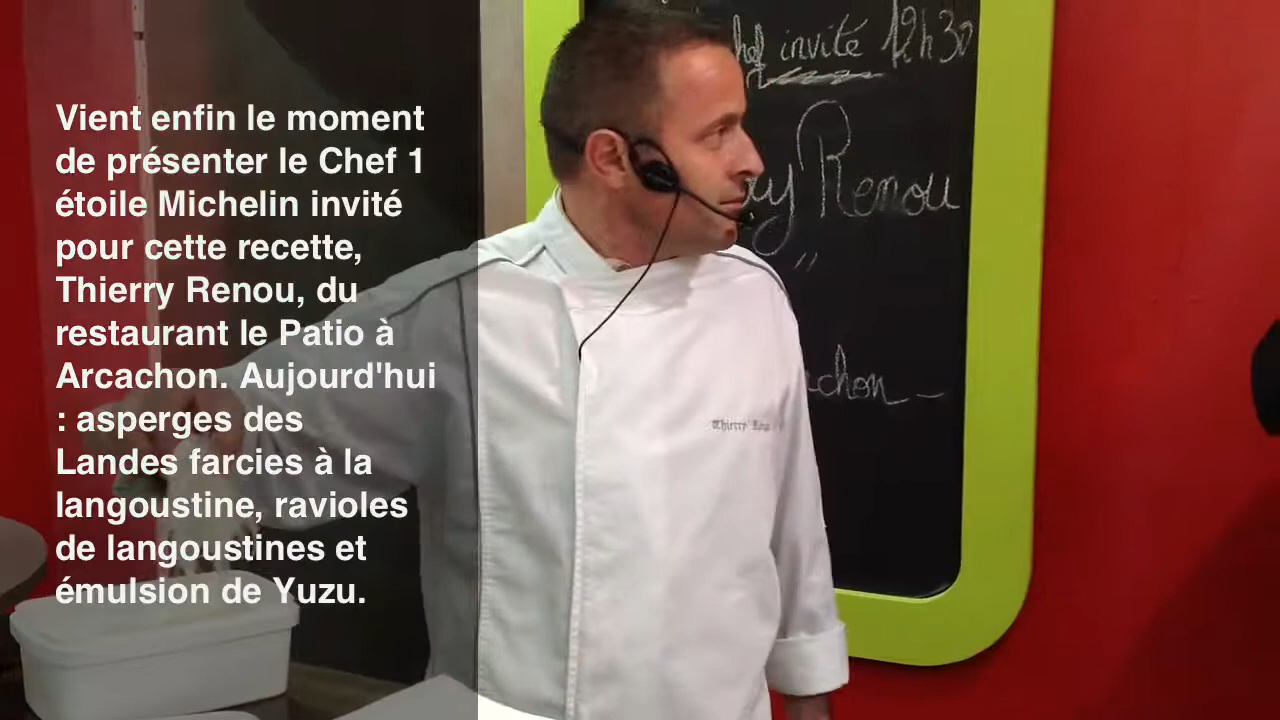 Vient enfin le moment
de présenter le Chef 1
étoile Michelin invité
pour cette recette,
Thierry Renou, du
restaurant le Patio à
Arcachon. Aujourd'hui
: asperges des
Landes farcies à la
langoustine, ravioles
de langoustines et
émulsion de Yuzu.
invité 12h30
Renou
Thierry